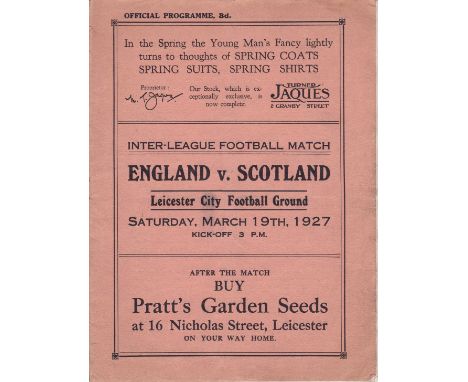 OFFICIAL PROGRAMME, 3d.
In the Spring the Young Man's Fancy lightly
turns to thoughts of SPRING COATS
SPRING SUITS, SPRING SHIRTS
Proprietor:
Our Stock, which is ex-
ceptionally exclusive, is
now complete.
TURNER
JAQUES
2 GRANBY STREET
INTER-LEAGUE FOOTBALL MATCH
ENGLAND v. SCOTLAND
Leicester City Football Ground
SATURDAY, MARCH 19TH, 1927
KICK-OFF 3 P.M.
AFTER THE MATCH
BUY
Pratt's Garden Seeds
at 16 Nicholas Street, Leicester
ON YOUR WAY HOME.